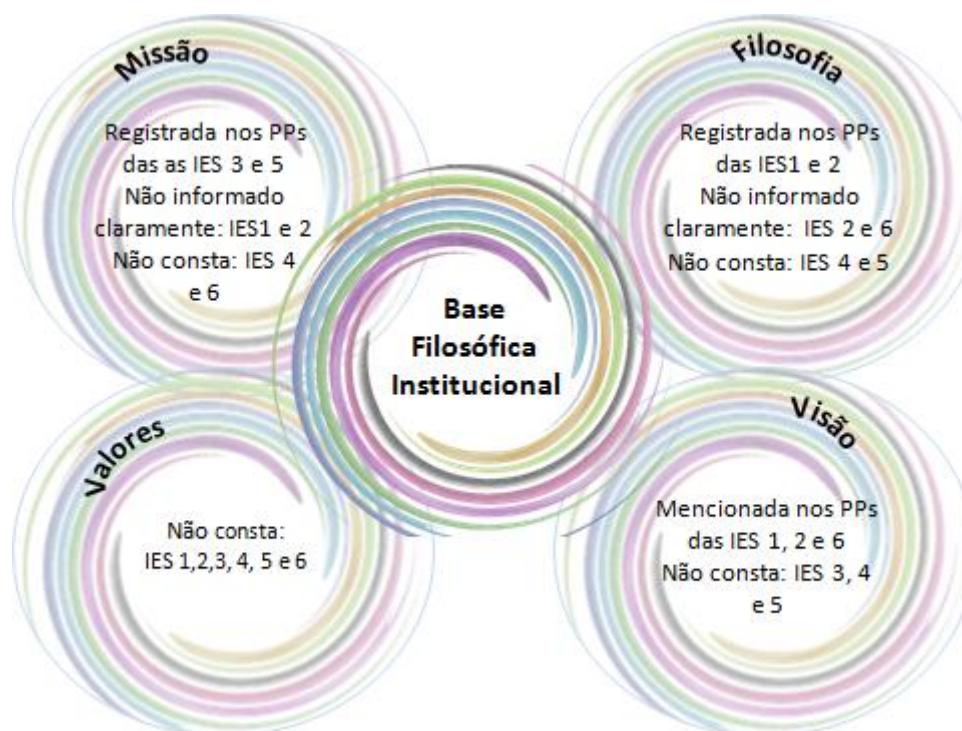 Missão
Registrada nos PPs
das as IES 3 e 5
Não informado
claramente: IES1 e 2
Não consta: IES 4
e 6
Filosofia
Registrada nos PPs
das IES1 e 2
Não informado
claramente: IES 2 e 6
Não consta: IES 4 e 5
Base
Filosófica
Institucional
Valores
Não consta:
IES 1,2,3, 4, 5 e 6
Visão
Mencionada nos PPs
das IES 1, 2 e 6
Não consta: IES 3, 4
e 5